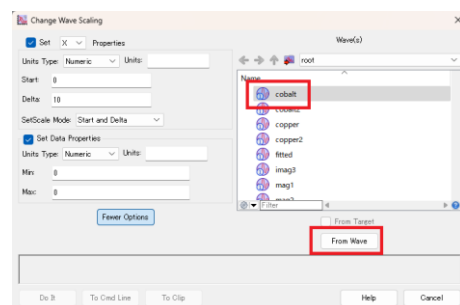 Change Wave Scaling
Set X Properties
Units Type: Numeric Units:
Start: 0
Delta: 10
SetScale Mode: Start and Delta
Set Data Properties
Units Type: Numeric Units:
Min: 0
Max: 0
Fewer Options
Wave(s)
root
Name
cobalt
cobalt2
copper
copper2
fitted
imag3
mag1
mag2
Filter
From Target
From Wave
Do It
To Cmd Line
To Clip
Help
Cancel